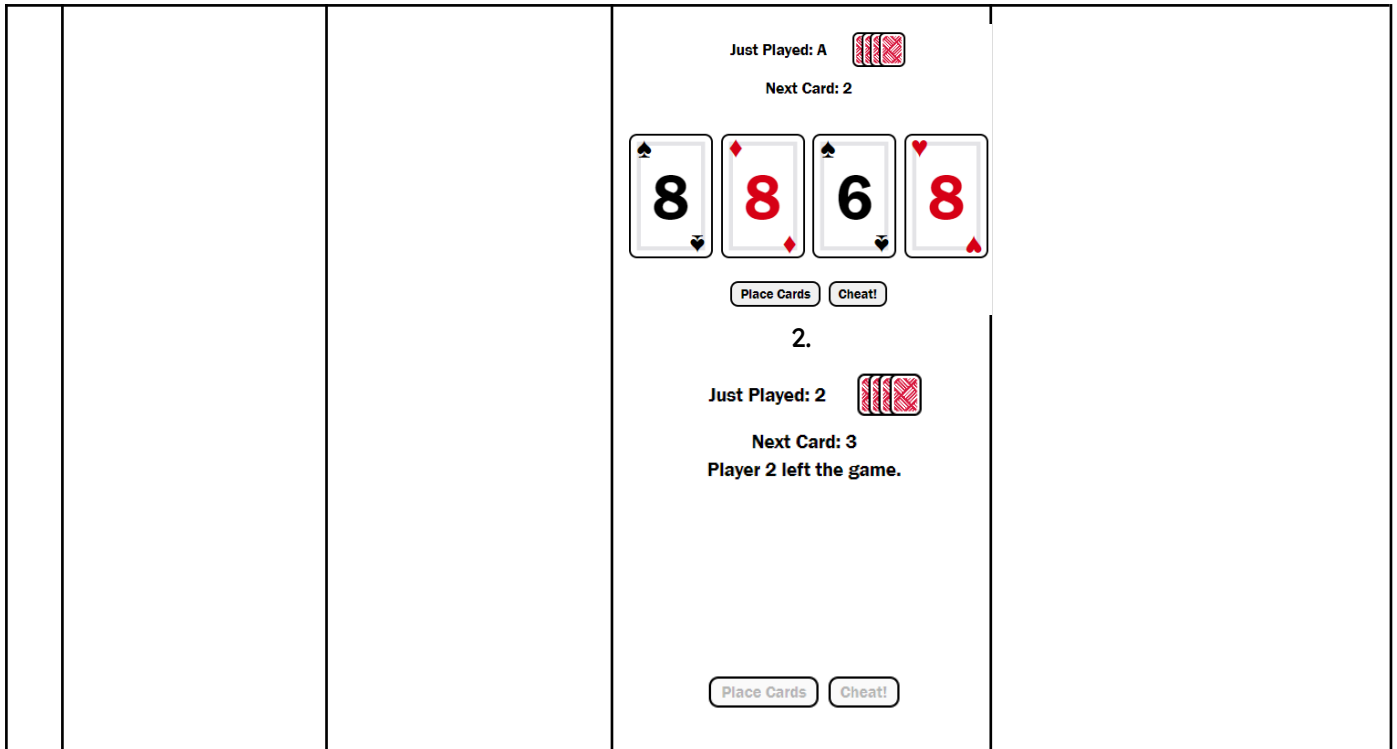 Just Played: A
Next Card: 2
8 8 6 8
Place Cards Cheat!
2.
Just Played: 2
Next Card: 3
Player 2 left the game.
Place Cards Cheat!